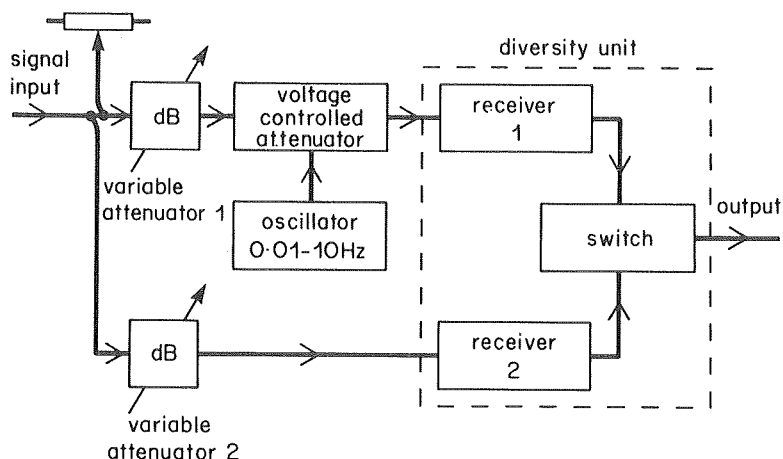 diversity unit
signal
input
dB
variable
attenuator 1
voltage
controlled
attenuator
oscillator
0·01-10Hz
receiver
1
switch
output
dB
variable
attenuator 2
receiver
2